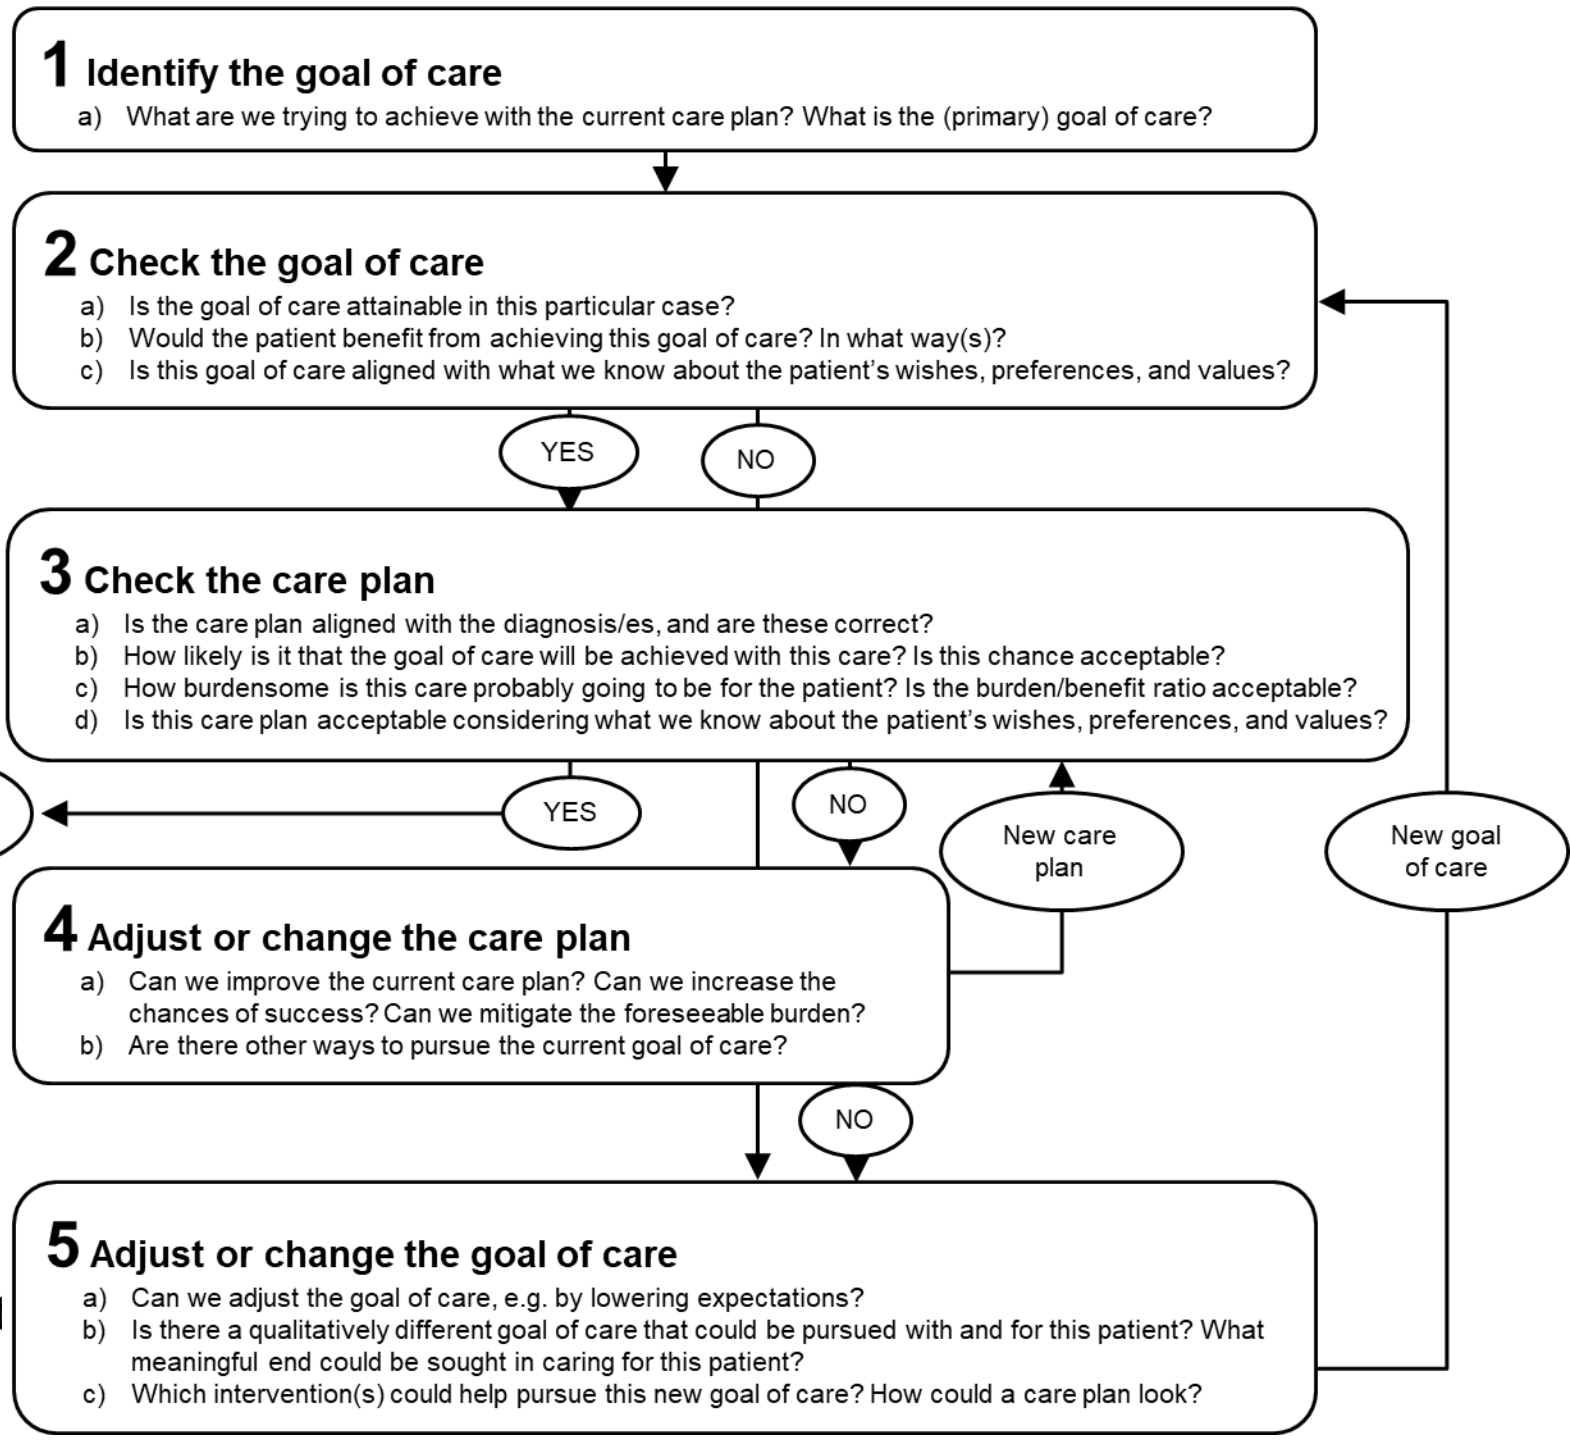 1 Identify the goal of care
a) What are we trying to achieve with the current care plan? What is the (primary) goal of care?
2 Check the goal of care
a) Is the goal of care attainable in this particular case?
b) Would the patient benefit from achieving this goal of care? In what way(s)?
c) Is this goal of care aligned with what we know about the patient’s wishes, preferences, and values?
YES
NO
3 Check the care plan
a) Is the care plan aligned with the diagnosis/es, and are these correct?
b) How likely is it that the goal of care will be achieved with this care? Is this chance acceptable?
c) How burdensome is this care probably going to be for the patient? Is the burden/benefit ratio acceptable?
d) Is this care plan acceptable considering what we know about the patient’s wishes, preferences, and values?
YES
NO
New care
plan
New goal
of care
4 Adjust or change the care plan
a) Can we improve the current care plan? Can we increase the
chances of success? Can we mitigate the foreseeable burden?
b) Are there other ways to pursue the current goal of care?
NO
5 Adjust or change the goal of care
a) Can we adjust the goal of care, e.g. by lowering expectations?
b) Is there a qualitatively different goal of care that could be pursued with and for this patient? What
meaningful end could be sought in caring for this patient?
c) Which intervention(s) could help pursue this new goal of care? How could a care plan look?